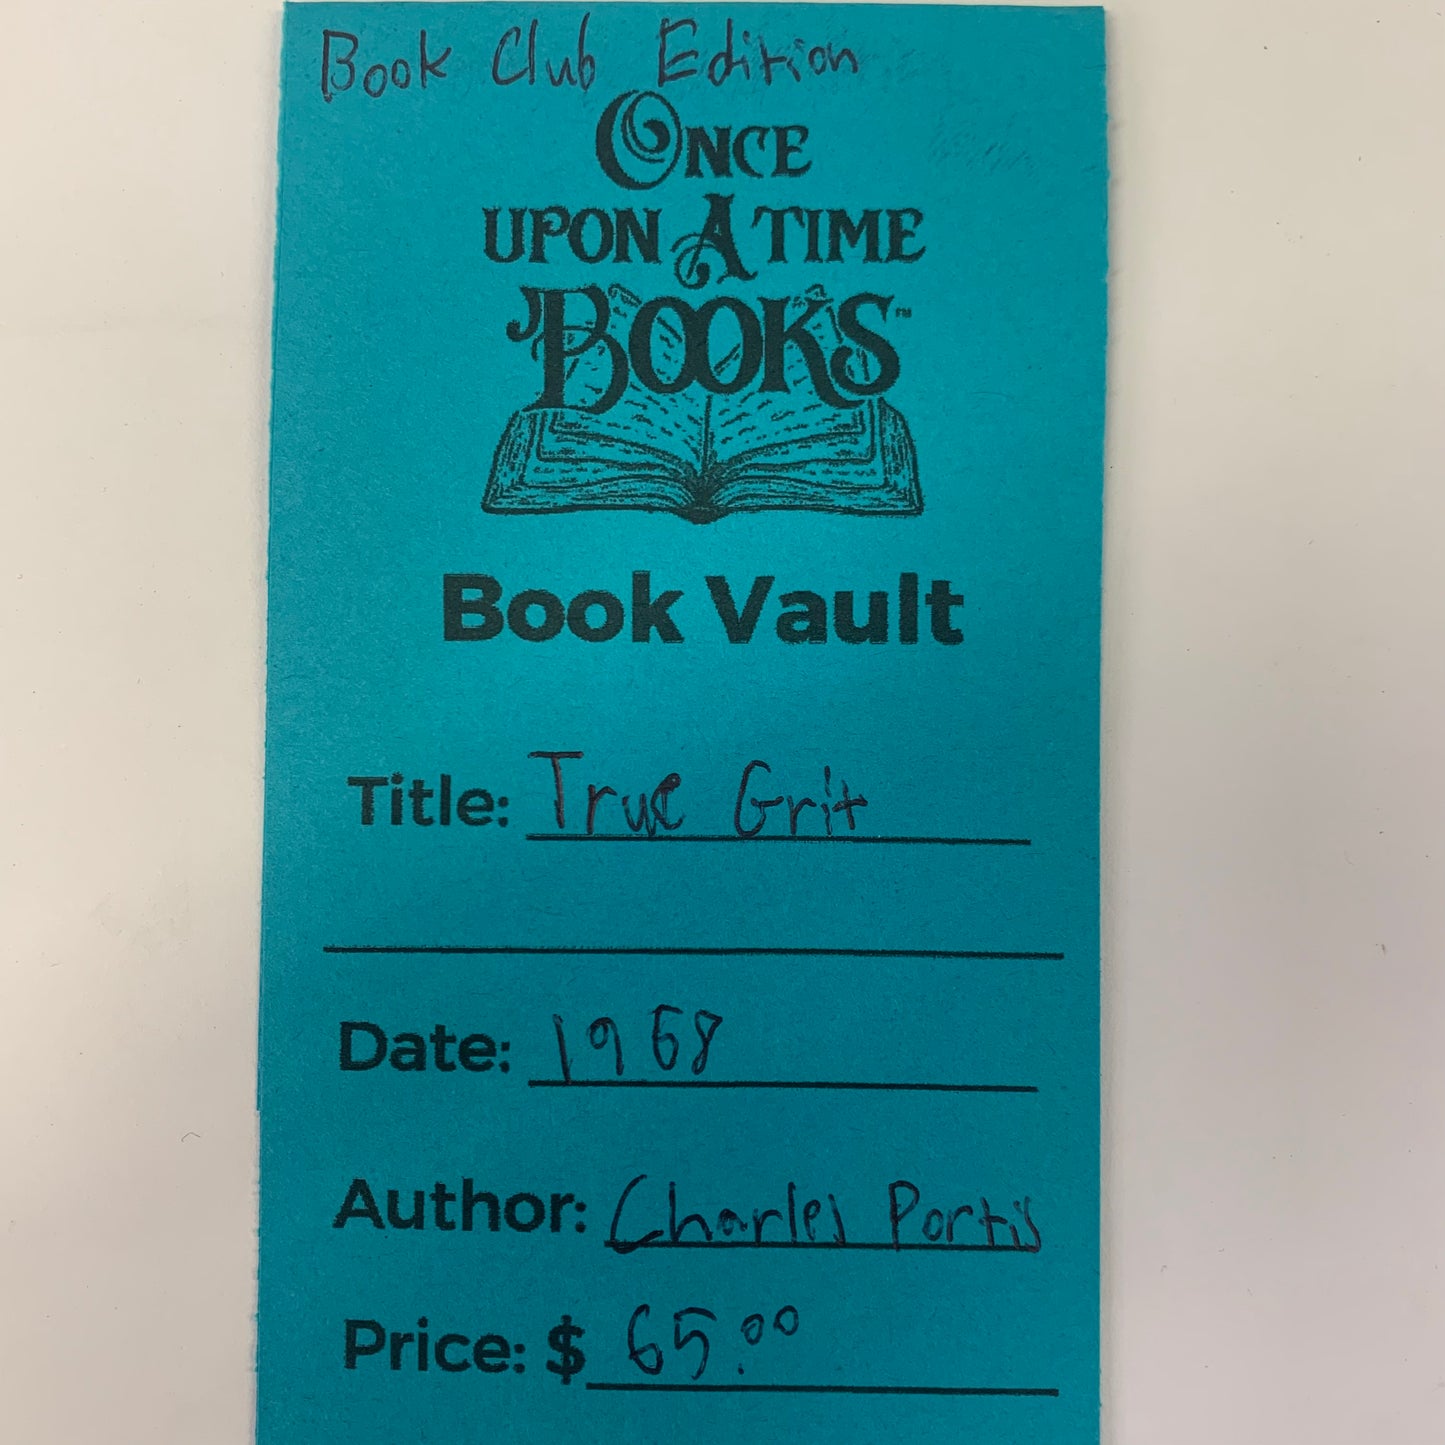 Book Club Edition
ONCE
UPON A TIME
BOOKS™
Book Vault
Title: True Grit
Date: 1968
Author: Charles Portis
Price: $ 65.00